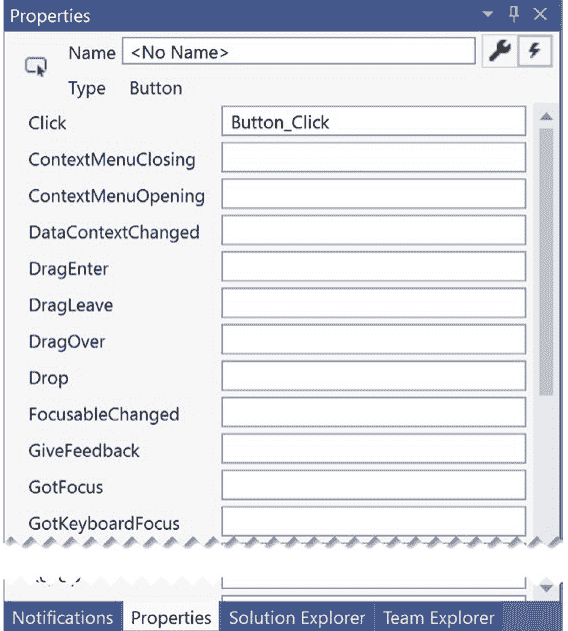 Properties
Name <No Name>
Type Button
Click Button_Click
ContextMenuClosing
ContextMenuOpening
DataContextChanged
DragEnter
DragLeave
DragOver
Drop
FocusableChanged
GiveFeedback
GotFocus
GotKeyboardFocus
Notifications Properties Solution Explorer Team Explorer